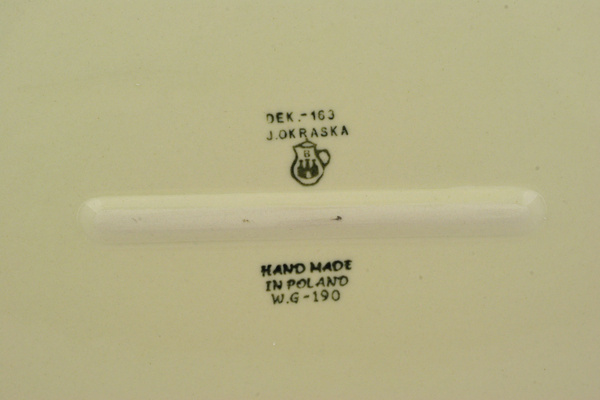 DEK.-163
J.OKRASKA
B
HAND MADE
IN POLAND
W.G-190